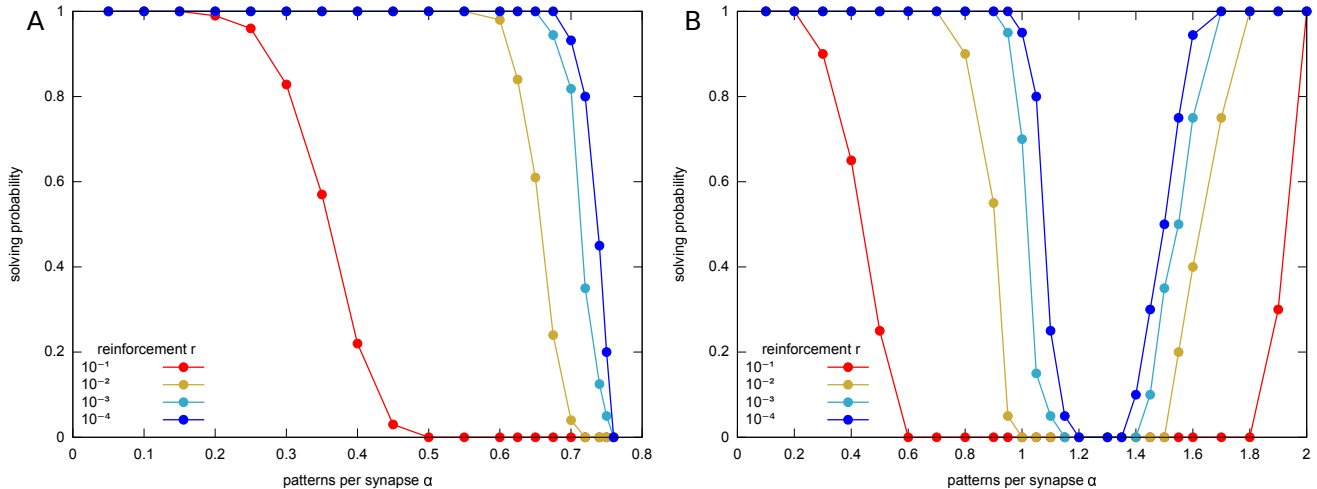 A
solving probability
1
0.8
0.6
0.4
0.2
0
reinforcement r
10⁻¹
10⁻²
10⁻³
10⁻⁴
0 0.1 0.2 0.3 0.4 0.5 0.6 0.7 0.8
patterns per synapse α
B
solving probability
1
0.8
0.6
0.4
0.2
0
reinforcement r
10⁻¹
10⁻²
10⁻³
10⁻⁴
0 0.2 0.4 0.6 0.8 1 1.2 1.4 1.6 1.8 2
patterns per synapse α